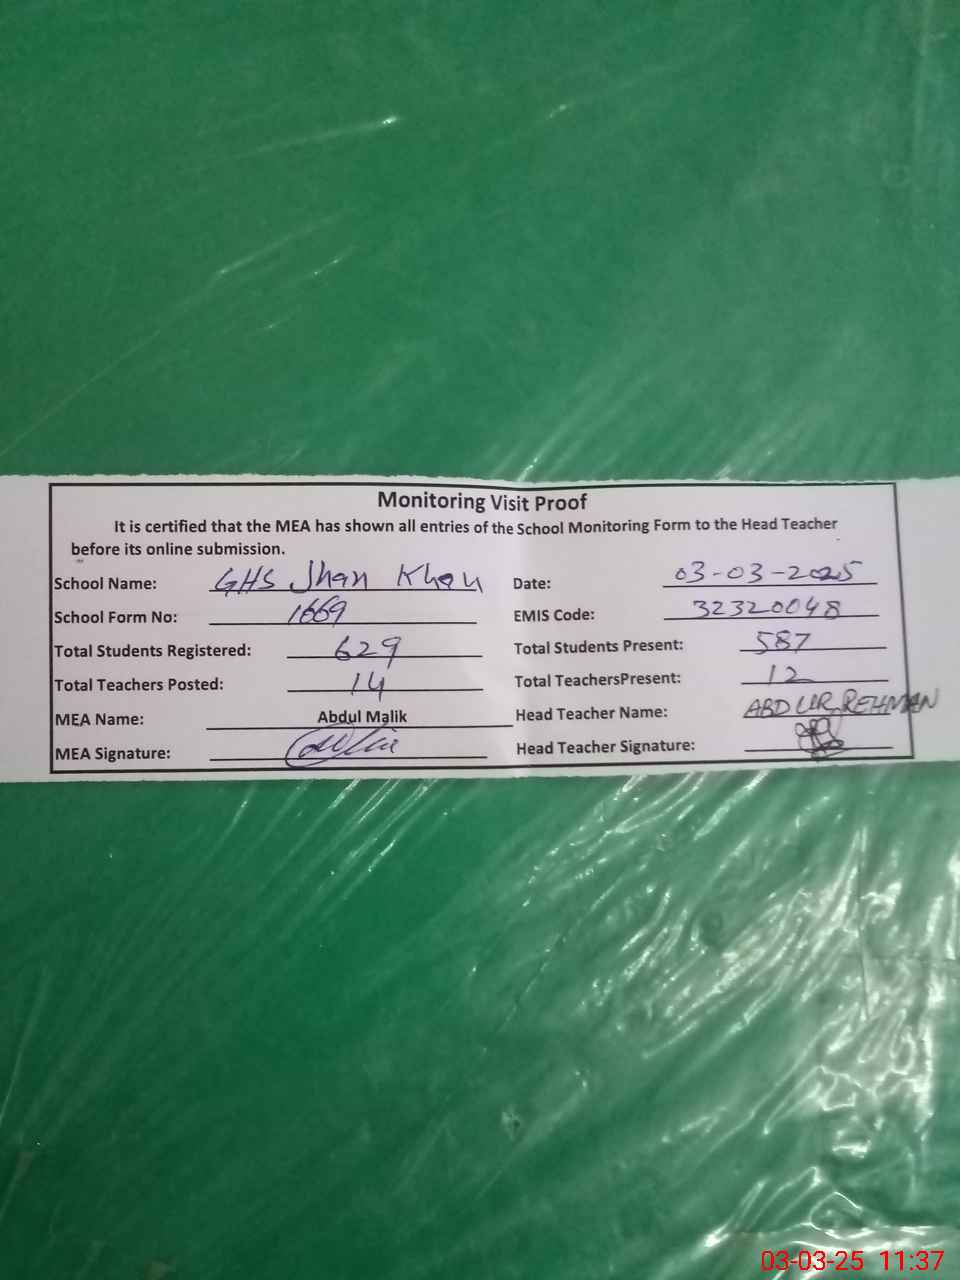 Monitoring Visit Proof
It is certified that the MEA has shown all entries of the School Monitoring Form to the Head Teacher
before its online submission.
School Name: GHS Jhan Khan Date: 03-03-2025
School Form No: 1669 EMIS Code: 32320048
Total Students Registered: 629 Total Students Present: 587
Total Teachers Posted: 14 Total TeachersPresent: 12
MEA Name: Abdul Malik Head Teacher Name: ABDUR REHMAN
MEA Signature: Head Teacher Signature:
03-03-25 11:37